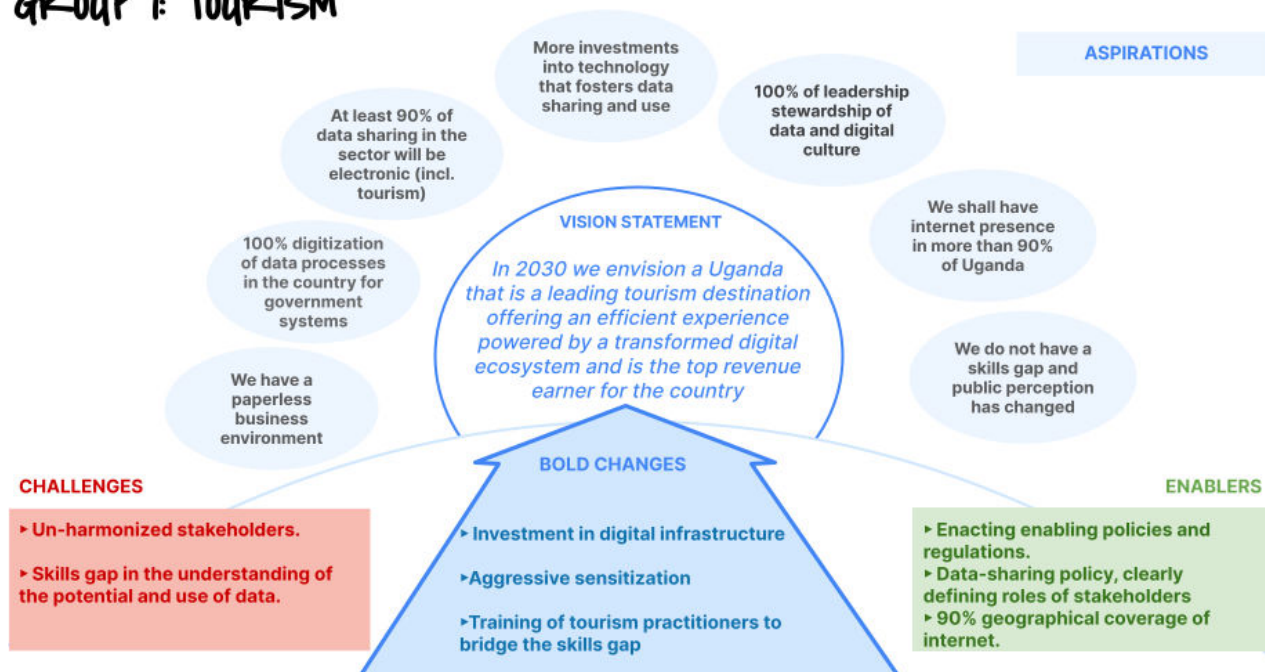 GROUP 1: TOURISM
ASPIRATIONS
More investments
into technology
that fosters data
sharing and use
100% of leadership
stewardship of
data and digital
culture
At least 90% of
data sharing in the
sector will be
electronic (incl.
tourism)
We shall have
internet presence
in more than 90%
of Uganda
100% digitization
of data processes
in the country for
government
systems
We do not have a
skills gap and
public perception
has changed
We have a
paperless
business
environment
VISION STATEMENT
In 2030 we envision a Uganda
that is a leading tourism destination
offering an efficient experience
powered by a transformed digital
ecosystem and is the top revenue
earner for the country
CHALLENGES
▸ Un-harmonized stakeholders.
▸ Skills gap in the understanding of
the potential and use of data.
BOLD CHANGES
▸ Investment in digital infrastructure
▸Aggressive sensitization
▸Training of tourism practitioners to
bridge the skills gap
ENABLERS
▸ Enacting enabling policies and
regulations.
▸ Data-sharing policy, clearly
defining roles of stakeholders
▸ 90% geographical coverage of
internet.